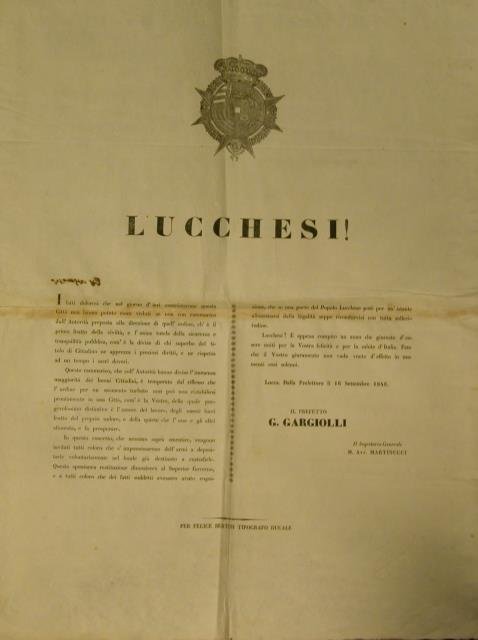 LUCCHESI!
I fatti dolorosi che nel giorno d'ieri contristarono questa
Città non hanno potuto esser veduti se non con rammarico
dall'Autorità preposta alla direzione di quell'ordine, ch'è il
primo frutto della civiltà, e l'unica tutela della sicurezza e
tranquillità pubblica, com'è la divisa di chi superbo del ti-
tolo di Cittadino ne apprezza i preziosi diritti, e ne rispetta
ad un tempo i santi doveri.
Questo rammarico, che coll'Autorità hanno diviso l'immensa
maggiorità dei buoni Cittadini, è temperato dal riflesso che
l'ordine per un momento turbato non può non ristabilirsi
prontamente in una Città, com'è la Vostra, della quale pre-
gievolissimo distintivo è l'amore del lavoro, degli onesti lucri
frutto del proprio sudore, e della quiete che l'uno e gli altri
alimenta, e fa prosperare.
In questo concetto, che nessuno saprà smentire, vengono
invitati tutti coloro che s'impossessarono dell'armi a deposi-
tarle volontariamente nel locale già destinato a custodirle.
Questa spontanea restituzione dimostrerà al Superior Governo,
e a tutti coloro che dei fatti suddetti avessero avuto cogni-
zione, che se una parte del Popolo Lucchese poté per un istante
allontanarsi dalla legalità seppe ricondurvisi con tutta solleci-
tudine.
Lucchesi! È appena compito un anno che giuraste d'es-
sere uniti per la Vostra felicità e per la salute d'Italia. Fate
che il Vostro giuramento non vada vuoto d'effetto in mo-
menti così solenni.
Lucca. Dalla Prefettura li 16 Settembre 1848.
IL PREFETTO
G. GARGIOLLI
Il Segretario Generale
M. Avv. MARTINUCCI
PER FELICE BERTINI TIPOGRAFO DUCALE